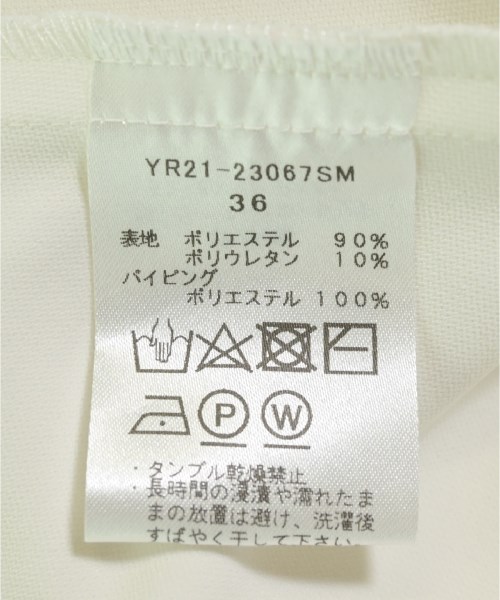 YR21-23067SM
36
表地 ポリエステル 90%
ポリウレタン 10%
パイピング
ポリエステル 100%
P W
・タンブル乾燥禁止
・長時間の浸漬や濡れたま
まの放置は避け、洗濯後
すばやく干して下さい。